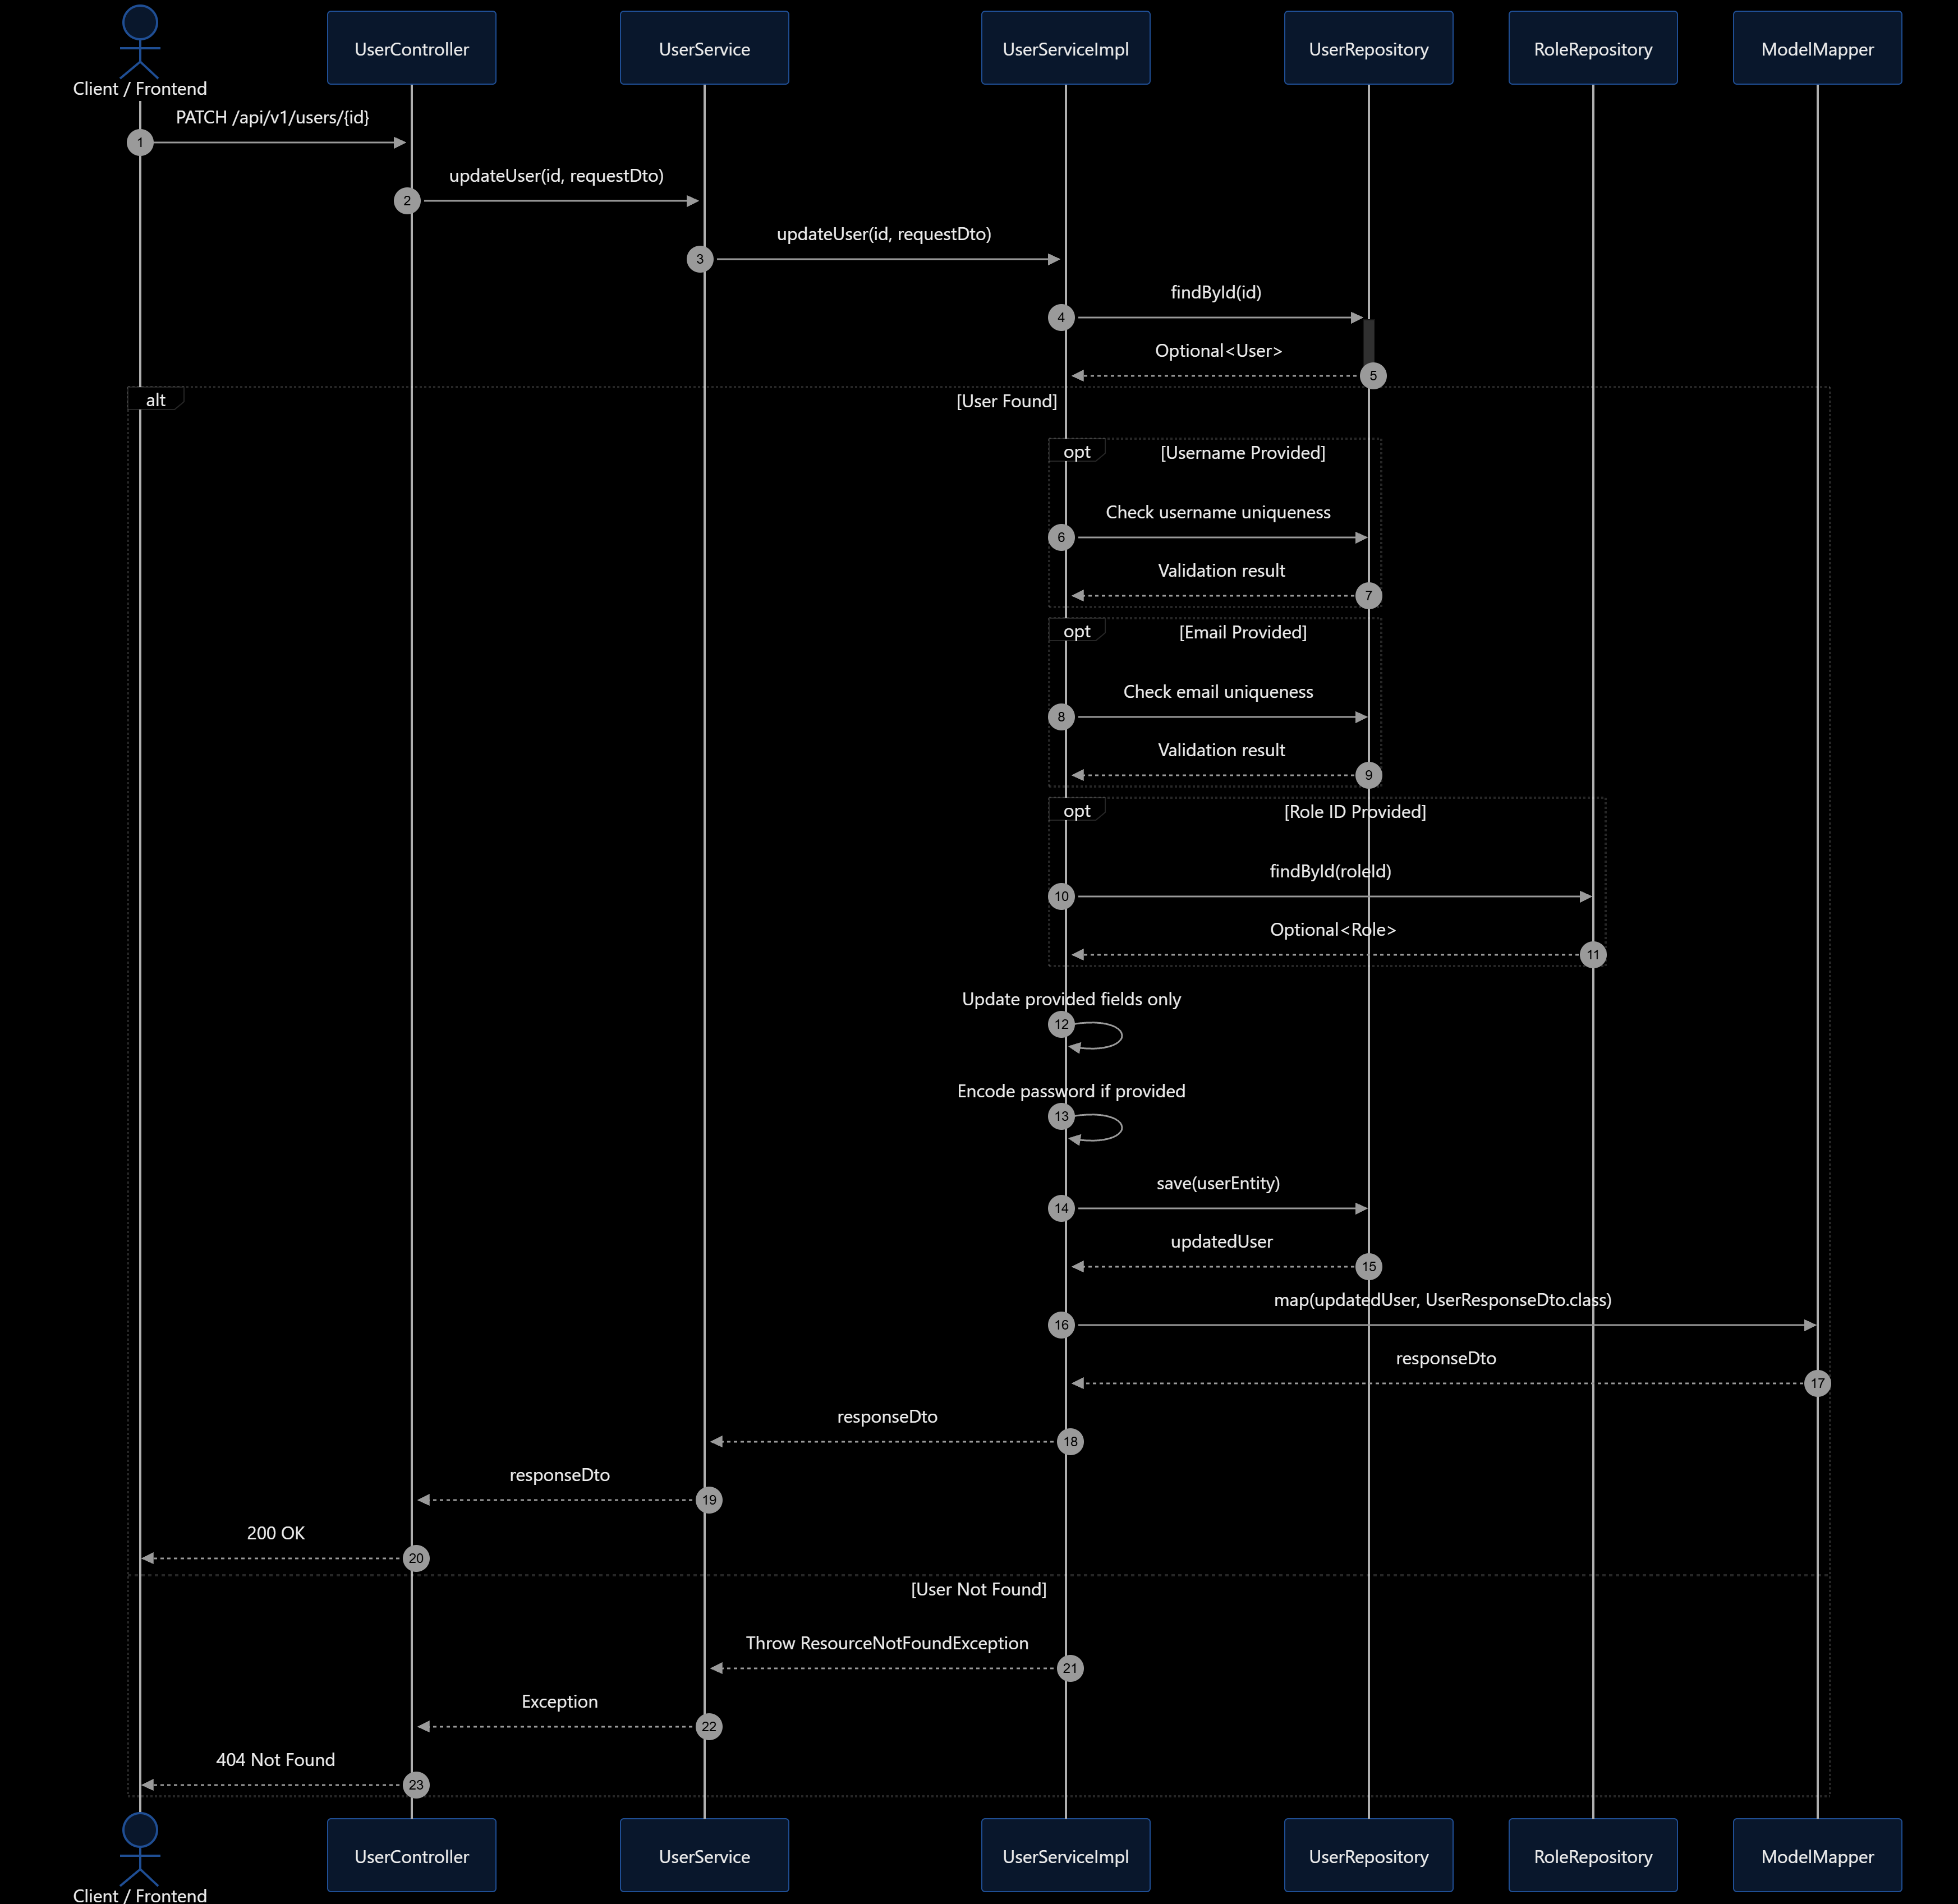 Client / Frontend
UserController
UserService
UserServiceImpl
UserRepository
RoleRepository
ModelMapper
PATCH /api/v1/users/{id}
1
updateUser(id, requestDto)
2
updateUser(id, requestDto)
3
findById(id)
4
Optional<User>
5
alt
[User Found]
opt
[Username Provided]
Check username uniqueness
6
Validation result
7
opt
[Email Provided]
Check email uniqueness
8
Validation result
9
opt
[Role ID Provided]
findById(roleId)
10
Optional<Role>
11
Update provided fields only
12
Encode password if provided
13
save(userEntity)
14
updatedUser
15
map(updatedUser, UserResponseDto.class)
16
responseDto
17
responseDto
18
responseDto
19
200 OK
20
[User Not Found]
Throw ResourceNotFoundException
21
Exception
22
404 Not Found
23
Client / Frontend
UserController
UserService
UserServiceImpl
UserRepository
RoleRepository
ModelMapper